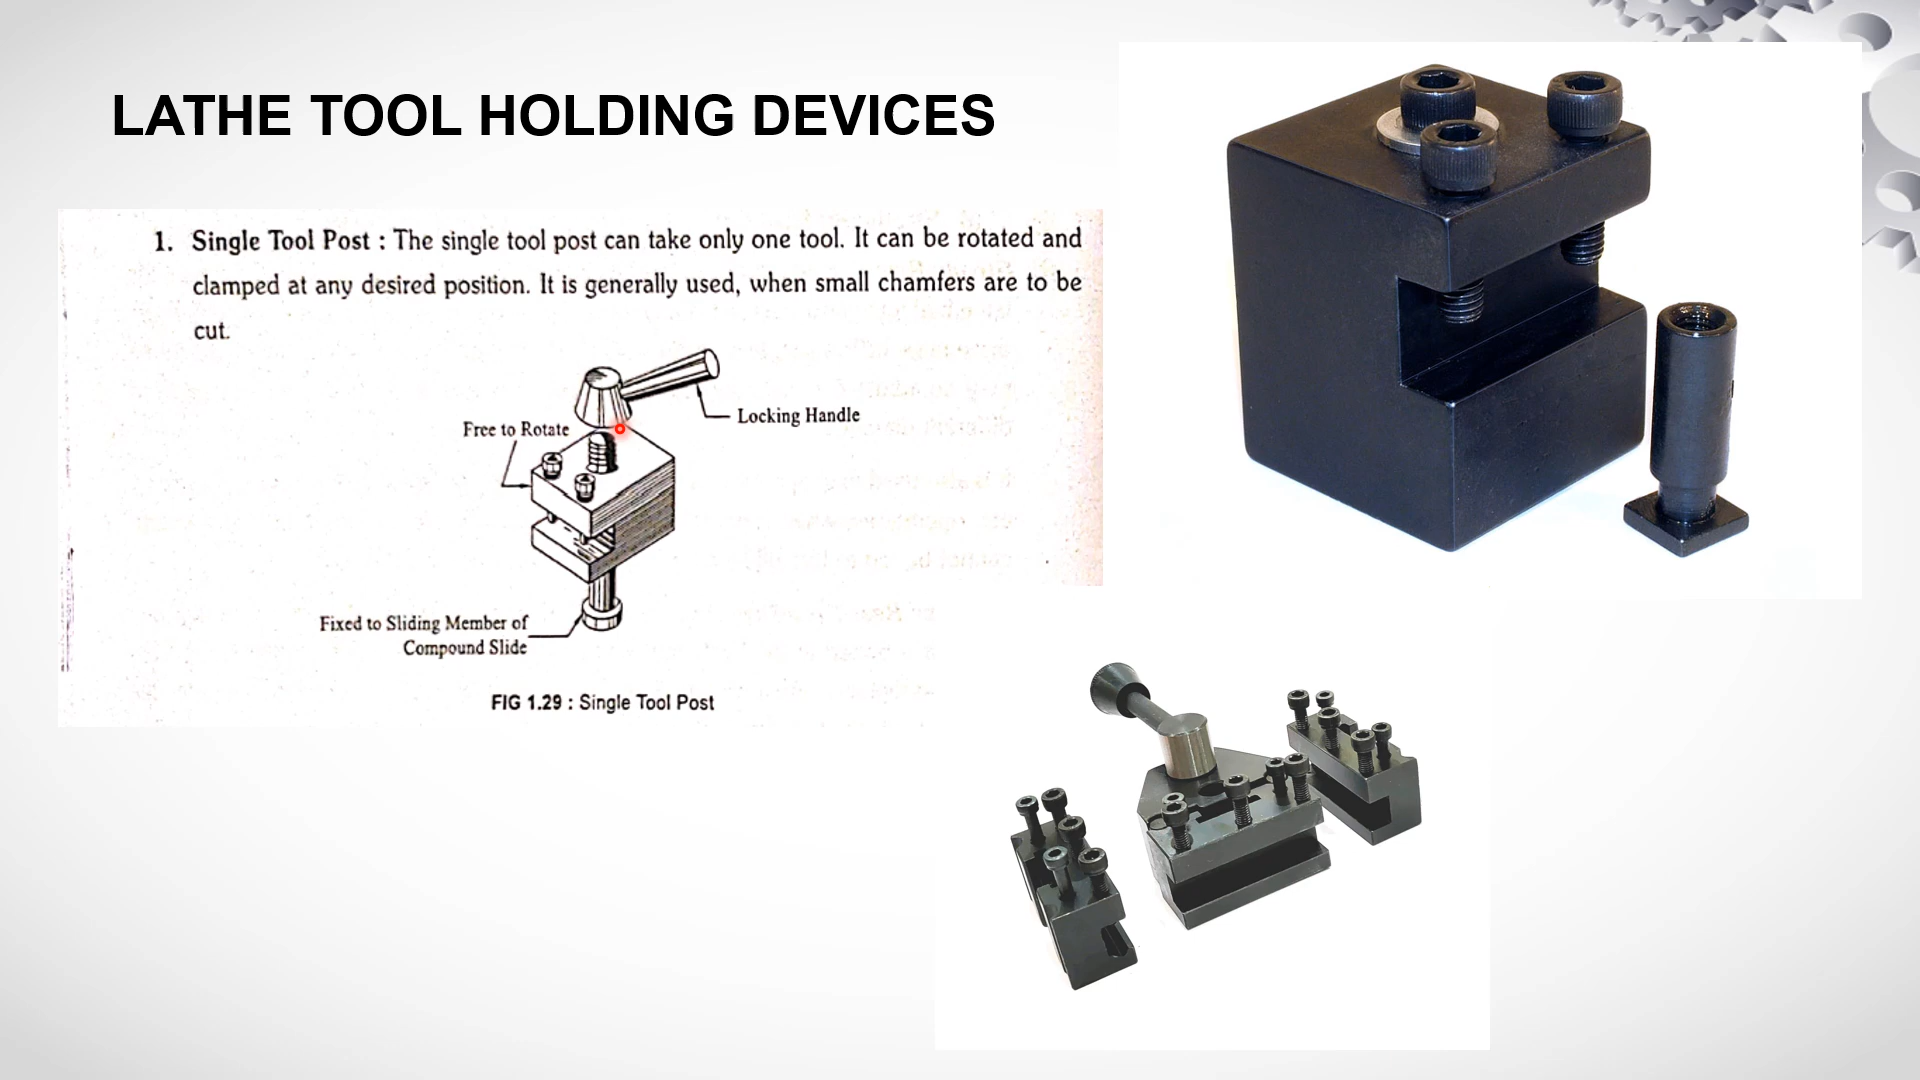 LATHE TOOL HOLDING DEVICES
1. Single Tool Post : The single tool post can take only one tool. It can be rotated and
clamped at any desired position. It is generally used, when small chamfers are to be
cut.
Locking Handle
Free to Rotate
Fixed to Sliding Member of
Compound Slide
FIG 1.29 : Single Tool Post